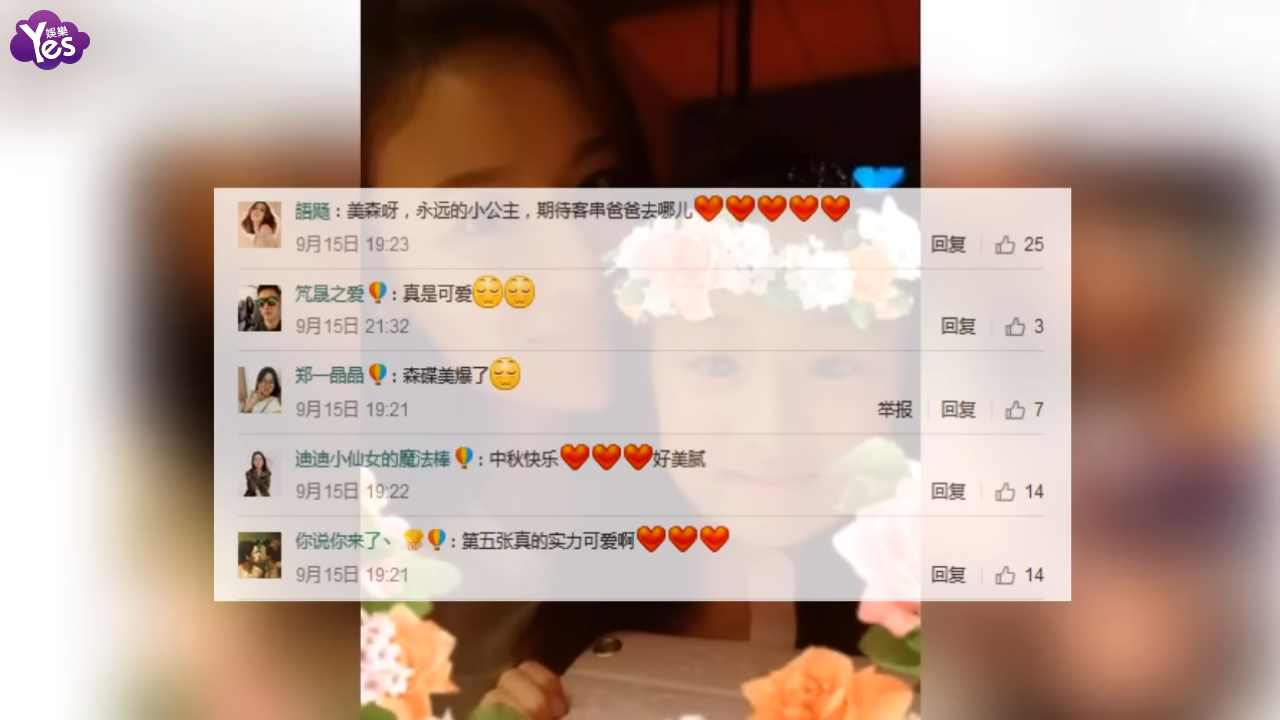 Yes 娛樂
語飏：美森呀，永远的小公主，期待客串爸爸去哪儿
9月15日 19:23 回复 25
笂晟之爱：真是可爱
9月15日 21:32 回复 3
郑一晶晶：森碟美爆了
9月15日 19:21 举报 回复 7
迪迪小仙女的魔法棒：中秋快乐好美腻
9月15日 19:22 回复 14
你说你来了丶：第五张真的实力可爱啊
9月15日 19:21 回复 14